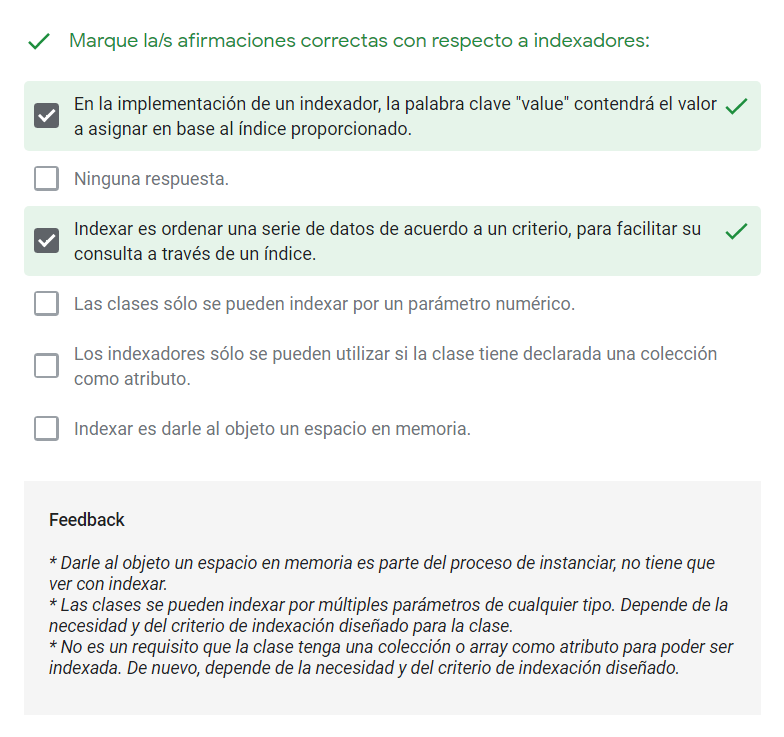 Marque la/s afirmaciones correctas con respecto a indexadores:
En la implementación de un indexador, la palabra clave "value" contendrá el valor
a asignar en base al índice proporcionado.
Ninguna respuesta.
Indexar es ordenar una serie de datos de acuerdo a un criterio, para facilitar su
consulta a través de un índice.
Las clases sólo se pueden indexar por un parámetro numérico.
Los indexadores sólo se pueden utilizar si la clase tiene declarada una colección
como atributo.
Indexar es darle al objeto un espacio en memoria.
Feedback
* Darle al objeto un espacio en memoria es parte del proceso de instanciar, no tiene que
ver con indexar.
* Las clases se pueden indexar por múltiples parámetros de cualquier tipo. Depende de la
necesidad y del criterio de indexación diseñado para la clase.
* No es un requisito que la clase tenga una colección o array como atributo para poder ser
indexada. De nuevo, depende de la necesidad y del criterio de indexación diseñado.